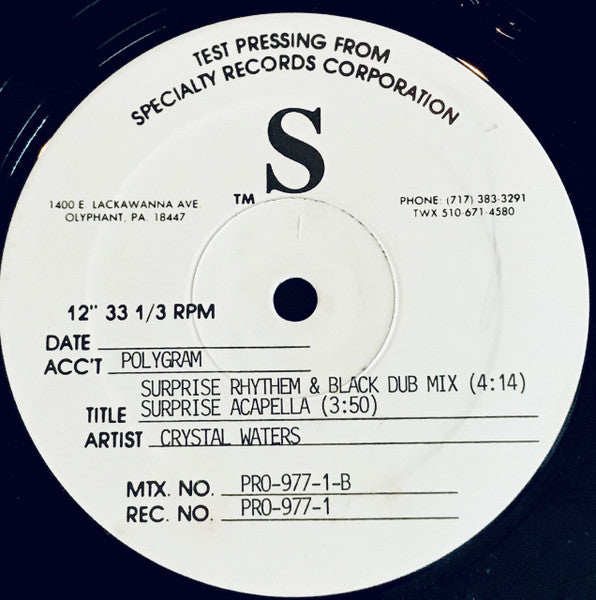 TEST PRESSING FROM
SPECIALTY RECORDS CORPORATION
S
TM
1400 E. LACKAWANNA AVE.
OLYPHANT, PA. 18447
PHONE: (717) 383-3291
TWX 510-671-4580
12" 33 1/3 RPM
DATE
ACC'T POLYGRAM
SURPRISE RHYTHEM & BLACK DUB MIX (4:14)
TITLE SURPRISE ACAPELLA (3:50)
ARTIST CRYSTAL WATERS
MTX. NO. PRO-977-1-B
REC. NO. PRO-977-1